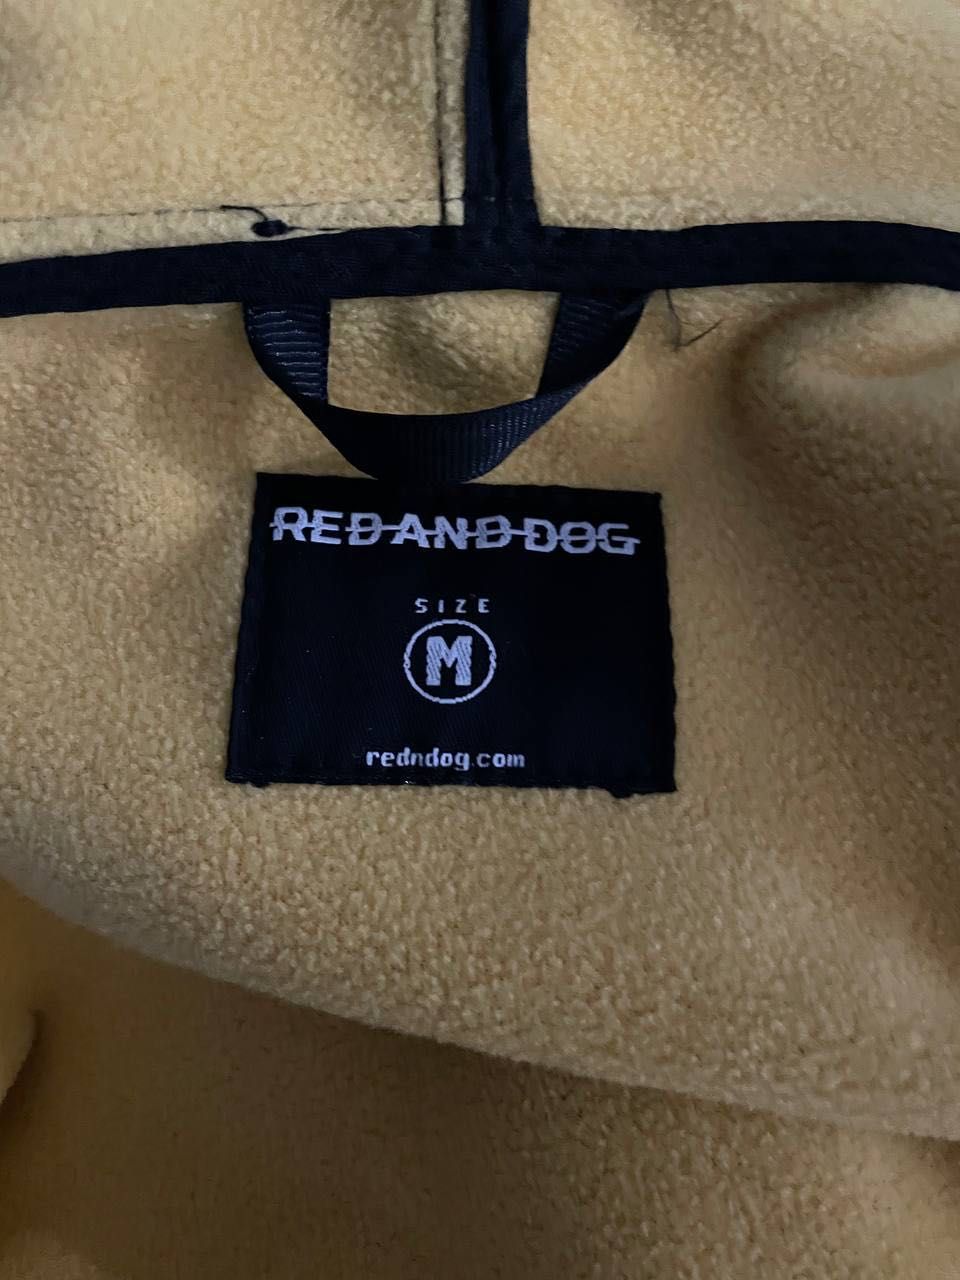 RED AND DOG
SIZE
M
redndog.com